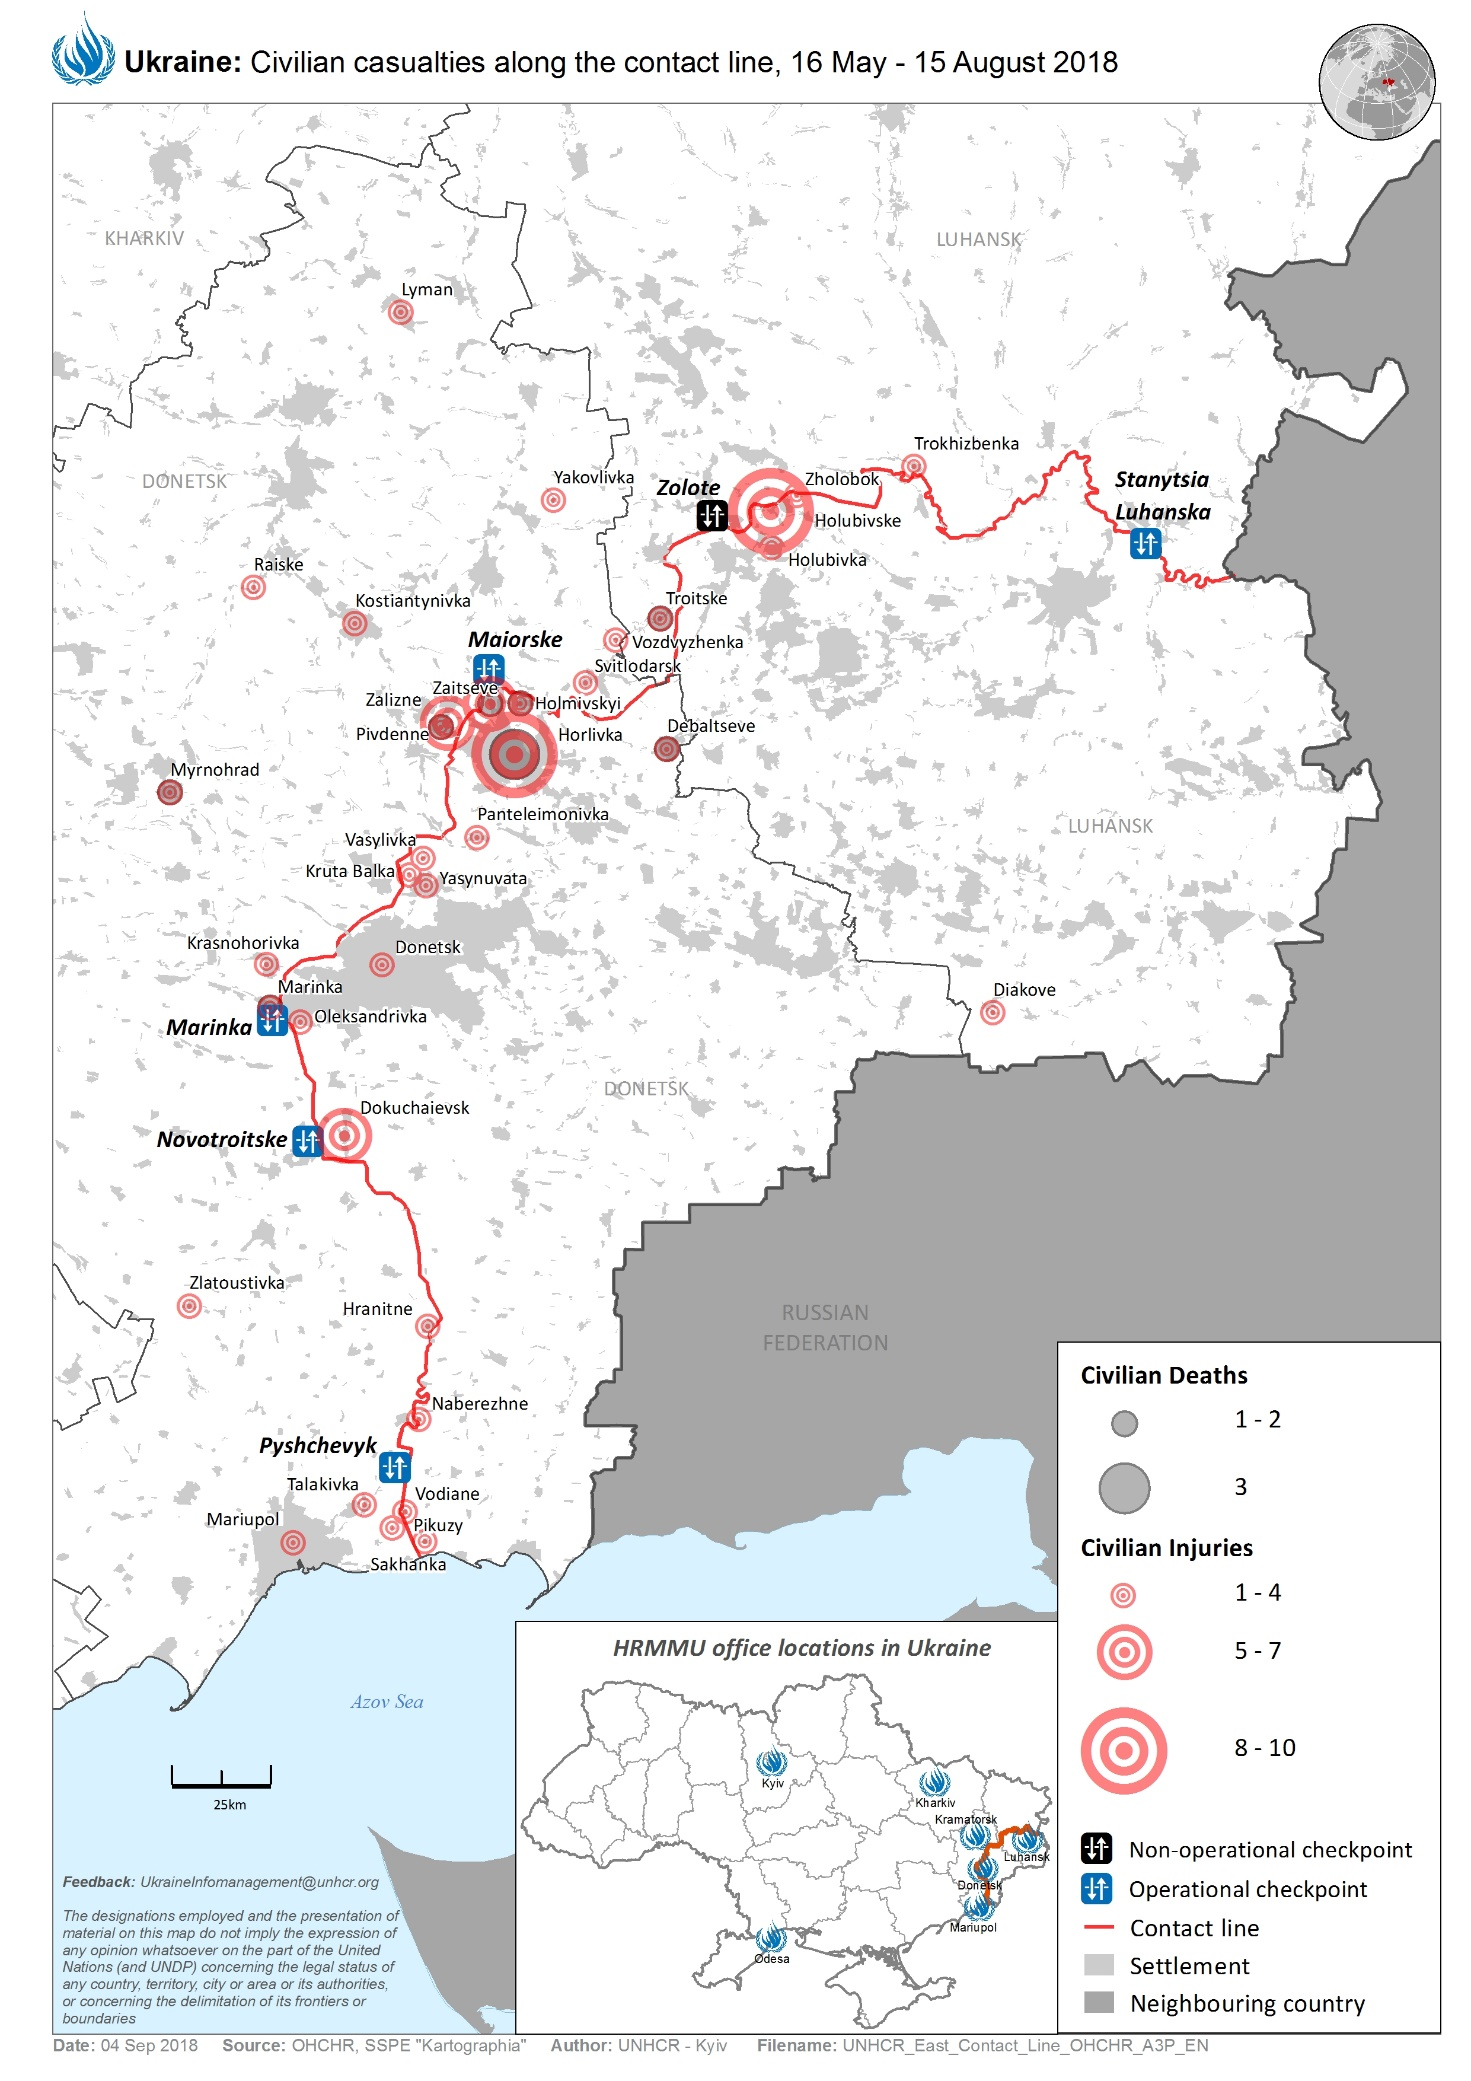 Ukraine: Civilian casualties along the contact line, 16 May - 15 August 2018
KHARKIV
LUHANSK
Lyman
DONETSK
Trokhizbenka
Yakovlivka
Zolote
Zholobok
Stanytsia
Luhanska
Holubivske
Holubivka
Raiske
Kostiantynivka
Troitske
Maiorske
Vozdvyzhenka
Svitlodarsk
Zaitseve
Zalizne
Holmivskyi
Pivdenne
Horlivka
Debaltseve
Myrnohrad
Panteleimonivka
LUHANSK
Vasylivka
Kruta Balka
Yasynuvata
Krasnohorivka
Donetsk
Marinka
Diakove
Marinka
Oleksandrivka
DONETSK
Dokuchaievsk
Novotroitske
Zlatoustivka
Hranitne
RUSSIAN
FEDERATION
Naberezhne
Pyshchevyk
Talakivka
Vodiane
Mariupol
Pikuzy
Sakhanka
Azov Sea
25km
Civilian Deaths
1 - 2
3
Civilian Injuries
1 - 4
5 - 7
8 - 10
Non-operational checkpoint
Operational checkpoint
Contact line
Settlement
Neighbouring country
HRMMU office locations in Ukraine
Kyiv
Kharkiv
Kramatorsk
Luhansk
Donetsk
Mariupol
Odesa
Feedback: UkraineInfomanagement@unhcr.org
The designations employed and the presentation of
material on this map do not imply the expression of
any opinion whatsoever on the part of the United
Nations (and UNDP) concerning the legal status of
any country, territory, city or area or its authorities,
or concerning the delimitation of its frontiers or
boundaries
Date: 04 Sep 2018 Source: OHCHR, SSPE "Kartographia" Author: UNHCR - Kyiv Filename: UNHCR_East_Contact_Line_OHCHR_A3P_EN